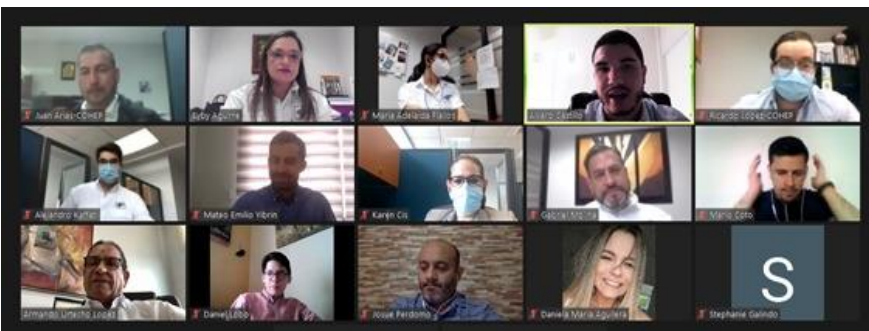 Juan Arias-COHEP
Lyby Aguirre
Maria Adelaida Fiallos
Alvaro Castillo
Ricardo Lopez-COHEP
Alejandro Kaffati
Mateo Emilio Yibrin
Karen Cis
Gabriel Molina
Mario Coto
Armando Urtecho Lopez
Daniel Lobo
Josue Perdomo
Daniela Maria Aguilera
S
Stephanie Galindo